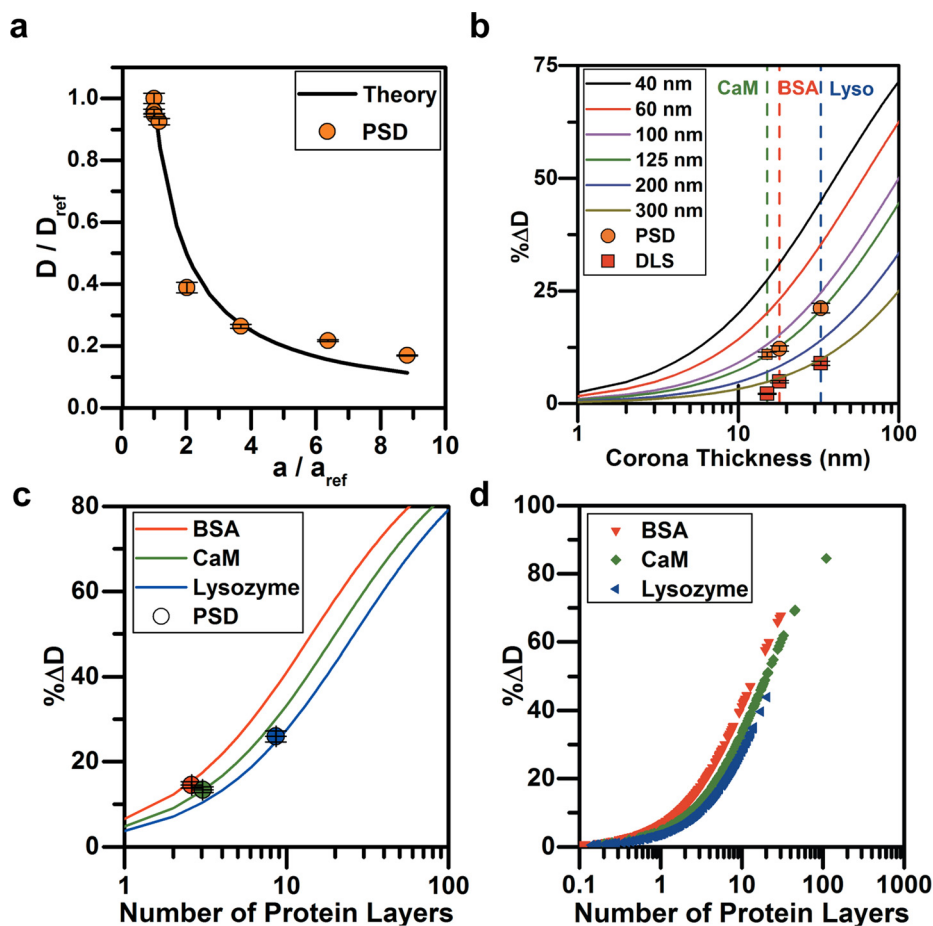 a
D / D_ref
1.0
0.8
0.6
0.4
0.2
0.0
0 2 4 6 8 10
a / a_ref
Theory
PSD
b
%ΔD
75
50
25
0
1 10 100
Corona Thickness (nm)
40 nm
60 nm
100 nm
125 nm
200 nm
300 nm
PSD
DLS
CaM BSA Lyso
c
%ΔD
80
60
40
20
0
1 10 100
Number of Protein Layers
BSA
CaM
Lysozyme
PSD
d
%ΔD
100
80
60
40
20
0
0.1 1 10 100 1000
Number of Protein Layers
BSA
CaM
Lysozyme